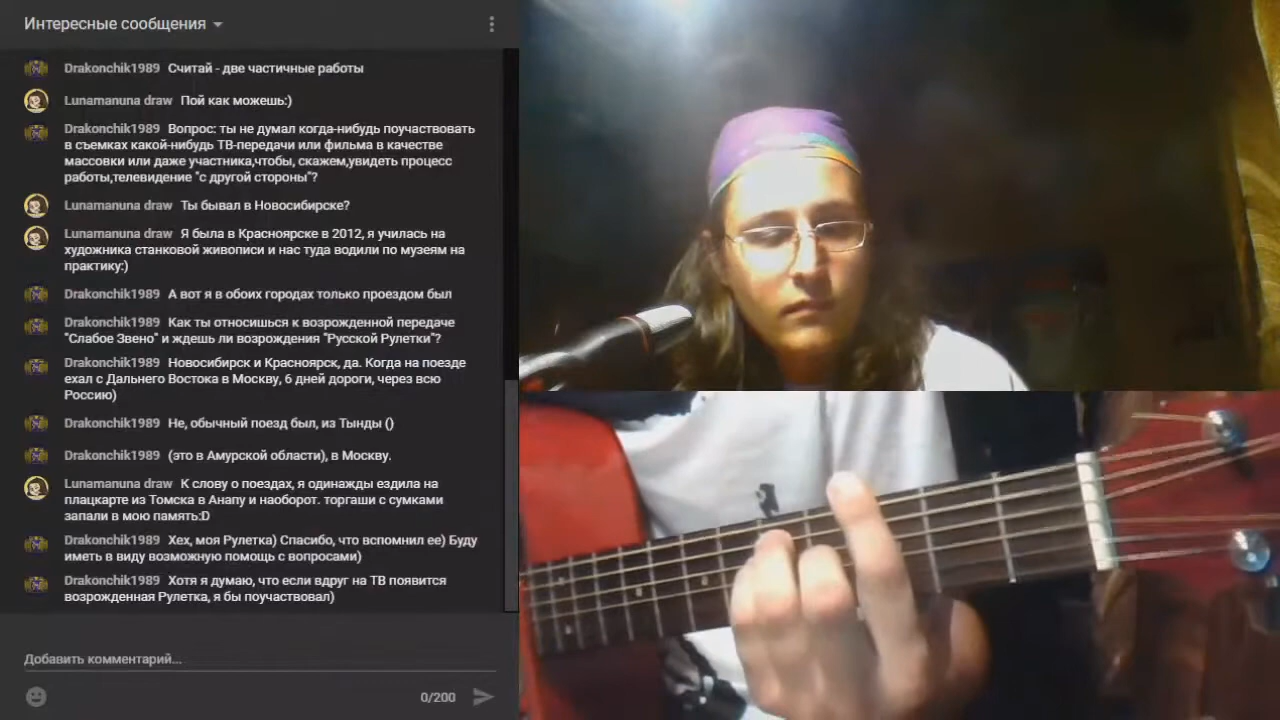 Интересные сообщения
Drakonchik1989 Считай - две частичные работы
Lunamanuna draw Пой как можешь:)
Drakonchik1989 Вопрос: ты не думал когда-нибудь поучаствовать
в съемках какой-нибудь ТВ-передачи или фильма в качестве
массовки или даже участника,чтобы, скажем,увидеть процесс
работы,телевидение "с другой стороны"?
Lunamanuna draw Ты бывал в Новосибирске?
Lunamanuna draw Я была в Красноярске в 2012, я училась на
художника станковой живописи и нас туда водили по музеям на
практику:)
Drakonchik1989 А вот я в обоих городах только проездом был
Drakonchik1989 Как ты относишься к возрожденной передаче
"Слабое Звено" и ждешь ли возрождения "Русской Рулетки"?
Drakonchik1989 Новосибирск и Красноярск, да. Когда на поезде
ехал с Дальнего Востока в Москву, 6 дней дороги, через всю
Россию)
Drakonchik1989 Не, обычный поезд был, из Тынды ()
Drakonchik1989 (это в Амурской области), в Москву.
Lunamanuna draw К слову о поездах, я одинажды ездила на
плацкарте из Томска в Анапу и наоборот. торгаши с сумками
запали в мою память:D
Drakonchik1989 Хех, моя Рулетка) Спасибо, что вспомнил ее) Буду
иметь в виду возможную помощь с вопросами)
Drakonchik1989 Хотя я думаю, что если вдруг на ТВ появится
возрожденная Рулетка, я бы поучаствовал)
Добавить комментарий...
0/200